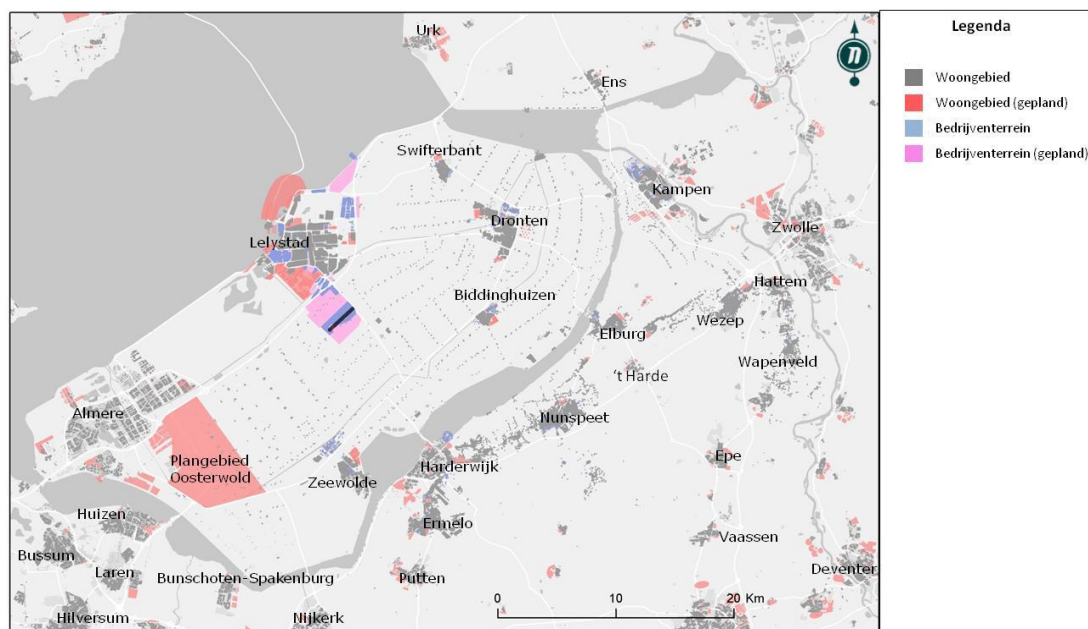 Legenda
Woongebied
Woongebied (gepland)
Bedrijventerrein
Bedrijventerrein (gepland)
n
Urk
Ens
Swifterbant
Kampen
Dronten
Zwolle
Lelystad
Hattem
Biddinghuizen
Wezep
Elburg
Wapenveld
't Harde
Almere
Nunspeet
Plangebied
Oosterwold
Epe
Harderwijk
Zeewolde
Huizen
Ermelo
Vaassen
Bussum
Laren
Bunschoten-Spakenburg
Putten
Deventer
Hilversum
Nijkerk
0 10 20 Km